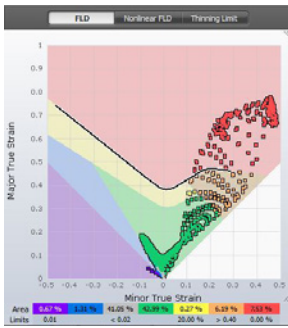 FLD Nonlinear FLD Thinning Limit
1
0.9
0.8
0.7
0.6
0.5
0.4
0.3
0.2
0.1
0
Major True Strain
-0.5 -0.4 -0.3 -0.2 -0.1 0 0.1 0.2 0.3 0.4 0.5
Minor True Strain
Area 0.67 % 1.31 % 41.05 % 42.99 % 0.27 % 6.19 % 7.53 %
Limits 0.01 < 0.02 20.00 % > 0.40 0.00 %